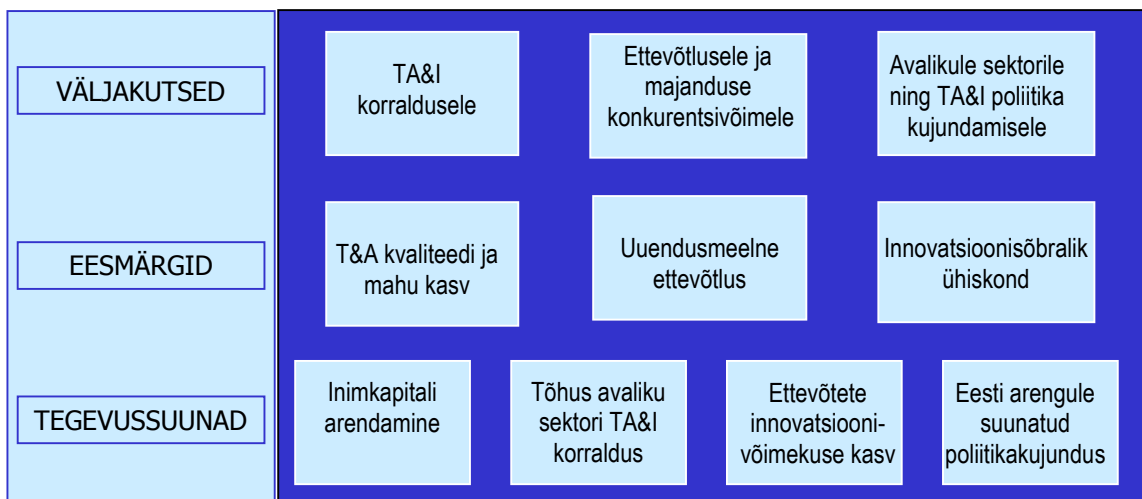 VÄLJAKUTSED
TA&I
korraldusele
Ettevõtlusele ja
majanduse
konkurentsivõimele
Avalikule sektorile
ning TA&I poliitika
kujundamisele
EESMÄRGID
T&A kvaliteedi ja
mahu kasv
Uuendusmeelne
ettevõtlus
Innovatsioonisõbralik
ühiskond
TEGEVUSSUUNAD
Inimkapitali
arendamine
Tõhus avaliku
sektori TA&I
korraldus
Ettevõtete
innovatsiooni-
võimekuse kasv
Eesti arengule
suunatud
poliitikakujundus